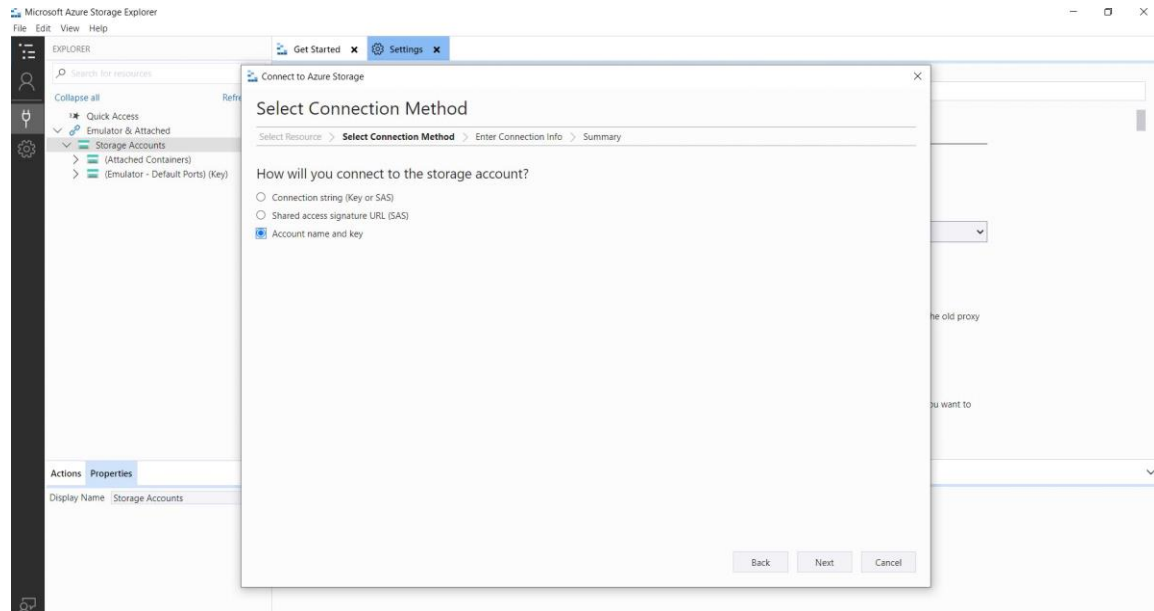 Microsoft Azure Storage Explorer
File Edit View Help
EXPLORER
Search for resources
Collapse all
Refre
Quick Access
Emulator & Attached
Storage Accounts
(Attached Containers)
(Emulator - Default Ports) (Key)
Get Started
Settings
Connect to Azure Storage
Select Connection Method
Select Resource > Select Connection Method > Enter Connection Info > Summary
How will you connect to the storage account?
Connection string (Key or SAS)
Shared access signature URL (SAS)
Account name and key
he old proxy
ou want to
Back Next Cancel
Actions Properties
Display Name Storage Accounts